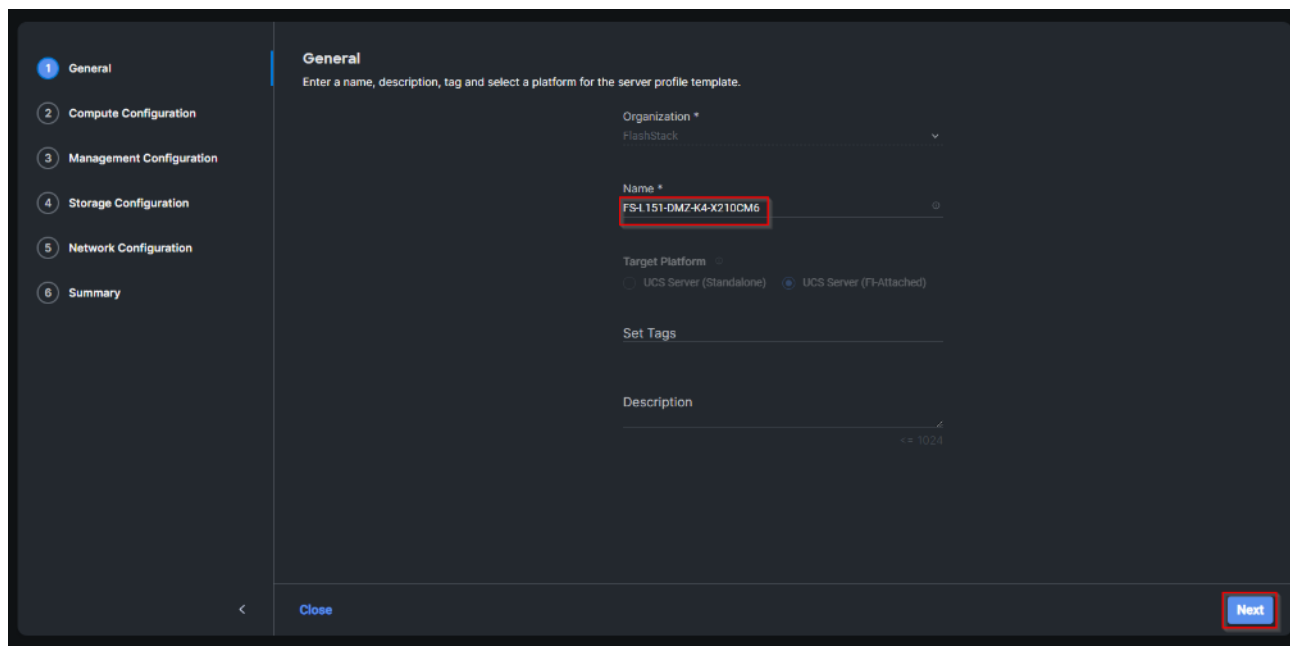 1 General
2 Compute Configuration
3 Management Configuration
4 Storage Configuration
5 Network Configuration
6 Summary
General
Enter a name, description, tag and select a platform for the server profile template.
Organization *
FlashStack
Name *
FS-L151-DMZ-K4-X210CM6
Target Platform
UCS Server (Standalone) UCS Server (FI-Attached)
Set Tags
Description
<= 1024
Close Next